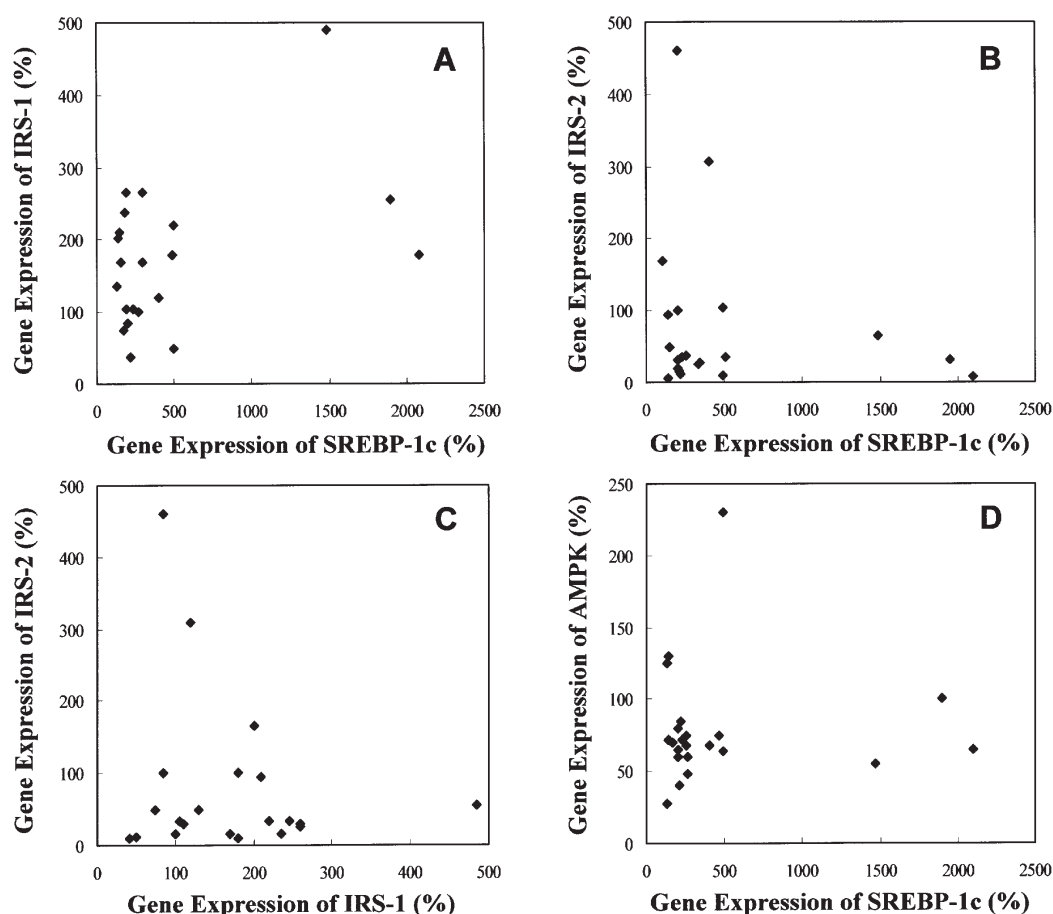 A
Gene Expression of IRS-1 (%)
500
400
300
200
100
0
0 500 1000 1500 2000 2500
Gene Expression of SREBP-1c (%)
B
Gene Expression of IRS-2 (%)
500
400
300
200
100
0
0 500 1000 1500 2000 2500
Gene Expression of SREBP-1c (%)
C
Gene Expression of IRS-2 (%)
500
400
300
200
100
0
0 100 200 300 400 500
Gene Expression of IRS-1 (%)
D
Gene Expression of AMPK (%)
250
200
150
100
50
0
0 500 1000 1500 2000 2500
Gene Expression of SREBP-1c (%)